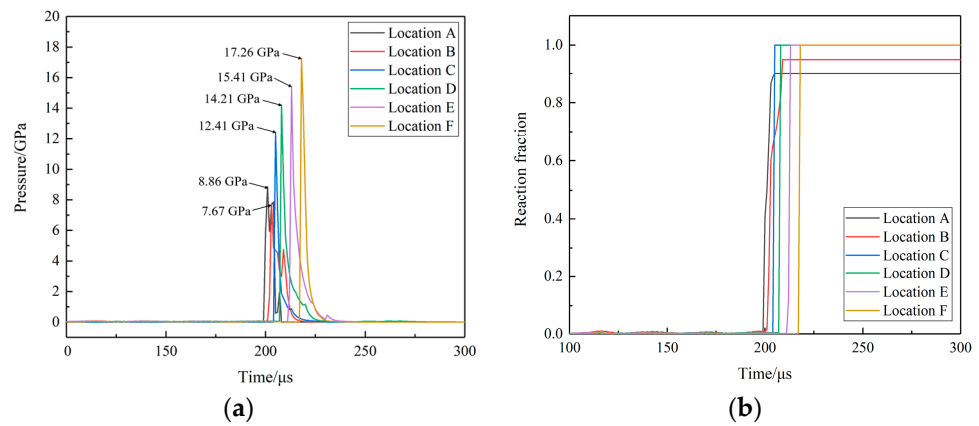 20
18
16
14
12
10
8
6
4
2
0
Pressure/GPa
17.26 GPa
15.41 GPa
14.21 GPa
12.41 GPa
8.86 GPa
7.67 GPa
Location A
Location B
Location C
Location D
Location E
Location F
0 150 200 250 300
Time/μs
(a)
1.0
0.8
0.6
0.4
0.2
0.0
Reaction fraction
Location A
Location B
Location C
Location D
Location E
Location F
100 150 200 250 300
Time/μs
(b)